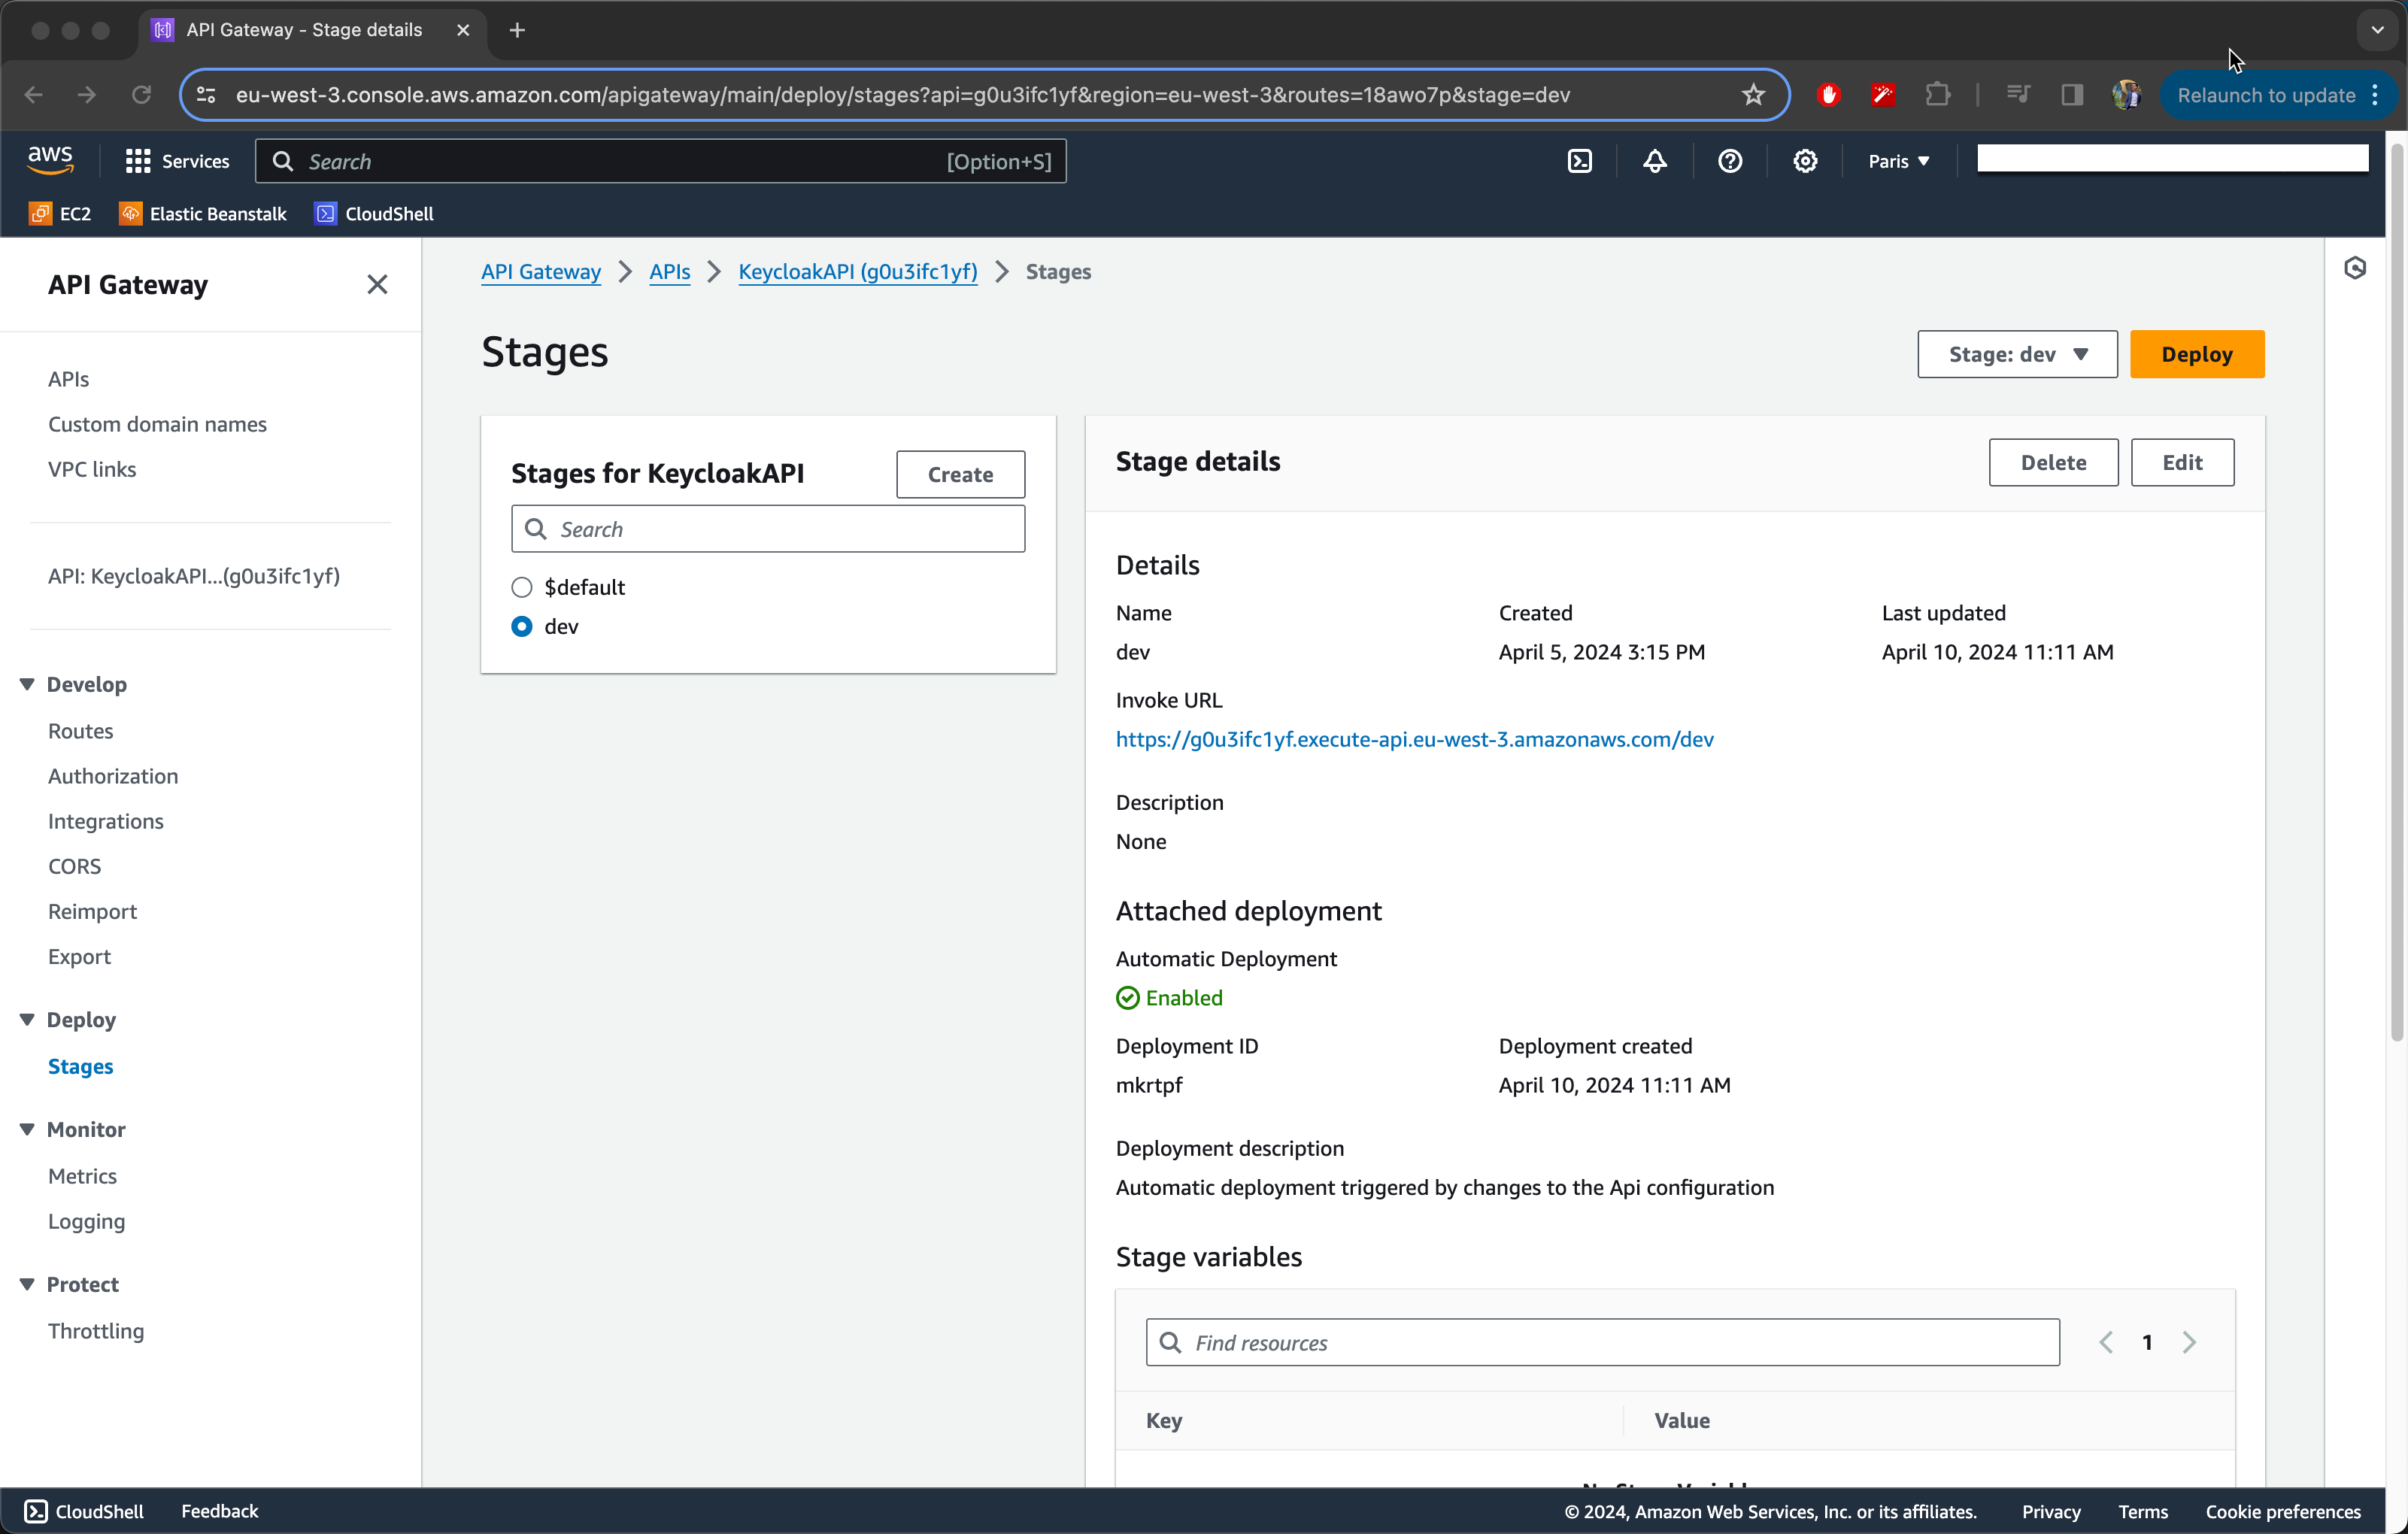 API Gateway - Stage details
eu-west-3.console.aws.amazon.com/apigateway/main/deploy/stages?api=g0u3ifc1yf&region=eu-west-3&routes=18awo7p&stage=dev
Relaunch to update
aws
Services
Search
[Option+S]
Paris
EC2
Elastic Beanstalk
CloudShell
API Gateway
APIs
Custom domain names
VPC links
API: KeycloakAPI...(g0u3ifc1yf)
Develop
Routes
Authorization
Integrations
CORS
Reimport
Export
Deploy
Stages
Monitor
Metrics
Logging
Protect
Throttling
API Gateway > APIs > KeycloakAPI (g0u3ifc1yf) > Stages
Stages
Stage: dev
Deploy
Stages for KeycloakAPI
Create
Search
$default
dev
Stage details
Delete
Edit
Details
Name
dev
Created
April 5, 2024 3:15 PM
Last updated
April 10, 2024 11:11 AM
Invoke URL
https://g0u3ifc1yf.execute-api.eu-west-3.amazonaws.com/dev
Description
None
Attached deployment
Automatic Deployment
Enabled
Deployment ID
mkrtpf
Deployment created
April 10, 2024 11:11 AM
Deployment description
Automatic deployment triggered by changes to the Api configuration
Stage variables
Find resources
1
Key
Value
CloudShell
Feedback
© 2024, Amazon Web Services, Inc. or its affiliates.
Privacy
Terms
Cookie preferences